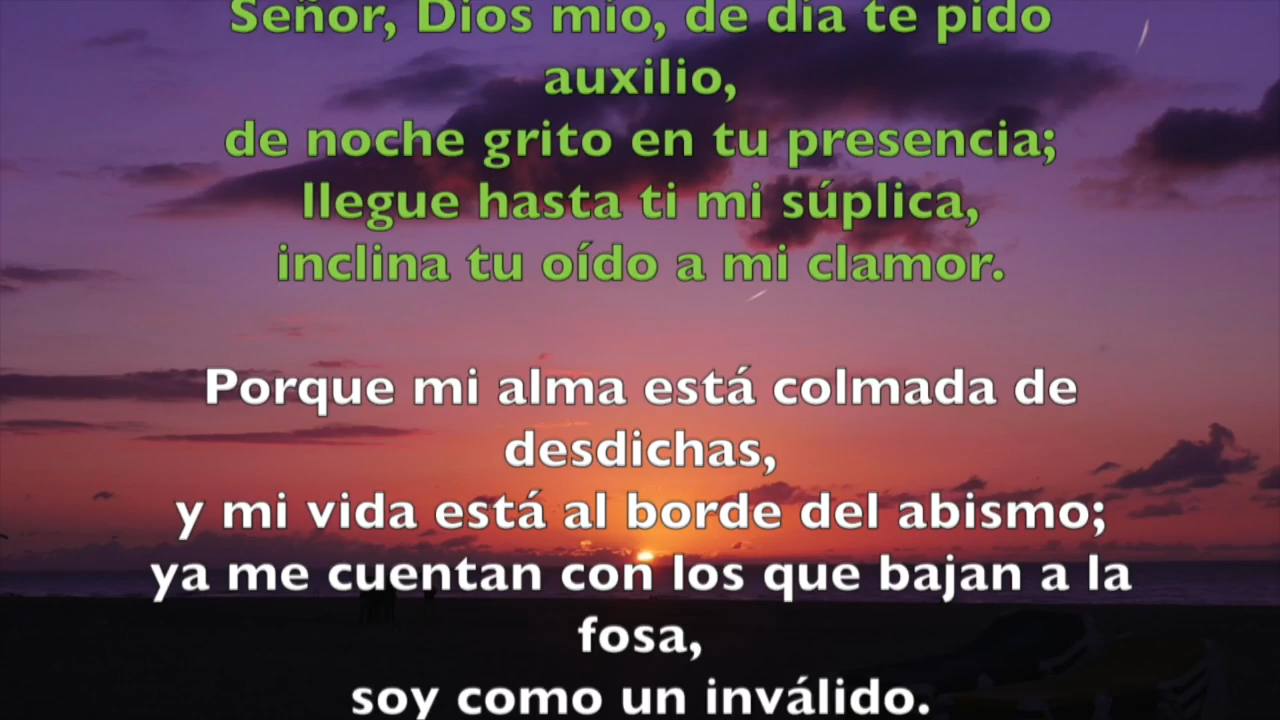 Señor, Dios mío, de día te pido
auxilio,
de noche grito en tu presencia;
llegue hasta ti mi súplica,
inclina tu oído a mi clamor.
Porque mi alma está colmada de
desdichas,
y mi vida está al borde del abismo;
ya me cuentan con los que bajan a la
fosa,
soy como un inválido.